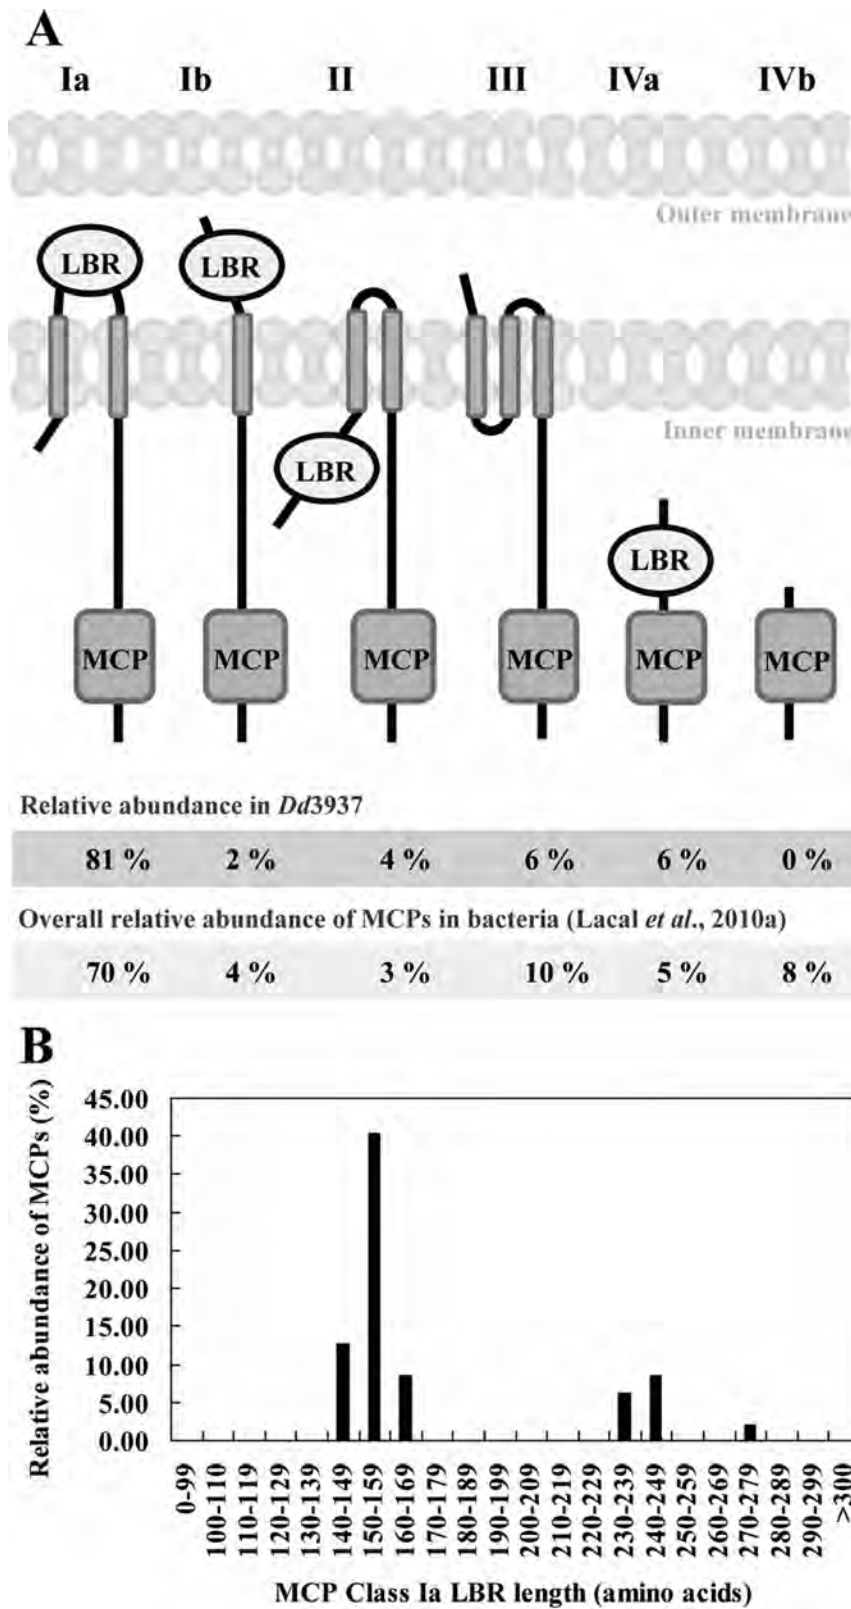 A
Ia Ib II III IVa IVb
Outer membrane
LBR LBR
Inner membrane
LBR
LBR
MCP MCP MCP MCP MCP MCP
Relative abundance in Dd3937
81 % 2 % 4 % 6 % 6 % 0 %
Overall relative abundance of MCPs in bacteria (Lacal et al., 2010a)
70 % 4 % 3 % 10 % 5 % 8 %
B
Relative abundance of MCPs (%)
45.00
40.00
35.00
30.00
25.00
20.00
15.00
10.00
5.00
0.00
0-99
100-110
110-119
120-129
130-139
140-149
150-159
160-169
170-179
180-189
190-199
200-209
210-219
220-229
230-239
240-249
250-259
260-269
270-279
280-289
290-299
>300
MCP Class Ia LBR length (amino acids)